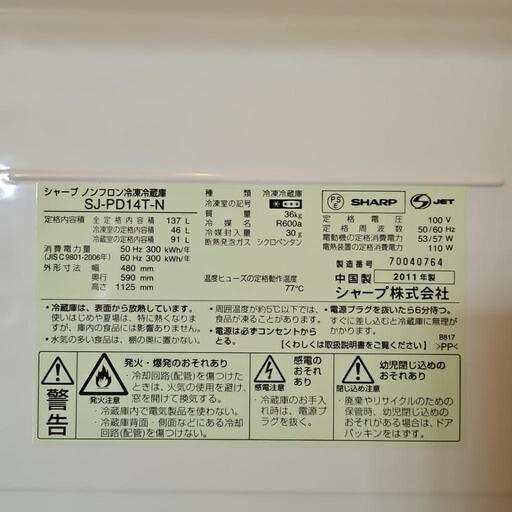 シャープ ノンフロン冷凍冷蔵庫
SJ-PD14T-N
定格内容積 全定格内容積 137 L
冷凍室の定格内容積 46 L
冷蔵室の定格内容積 91 L
消費電力量 50 Hz 300 kWh/年
(JIS C 9801-2006年) 60 Hz 300 kWh/年
外形寸法 幅 480 mm
奥行 590 mm
高さ 1125 mm
種類 冷凍冷蔵庫
冷凍室の記号
質量 36kg
冷媒 R600a
冷媒封入量 30 g
断熱発泡ガス シクロペンタン
温度ヒューズの定格動作温度
77℃
PS
E
SHARP
JET
定格電圧 100 V
定格周波数 50/60 Hz
電動機の定格消費電力 53/57 W
電熱装置の定格消費電力 110 W
製造番号 70040764
中国製 2011年製
シャープ株式会社
・冷蔵庫は、表面から放熱しています。
使いはじめや夏場は、特に熱く感じますが、庫内の食品には影響ありません。
・水気の多い食品は、棚の奥に置かない。
・周囲温度が約5℃以下では、食品が凍ることがあります。
・電源は必ずコンセントからとる。
・電源プラグを抜いたら6分待つ。
すぐに差し込むと冷蔵庫に無理がかかります。
【くわしくは取扱説明書をご覧ください】
B817
>PP<
警告
発火注意
発火・爆発のおそれあり
・冷却回路(配管)を傷つけたときは、火気の使用を避け、窓を開けて換気する。
・冷蔵庫内で電気製品を使わない。
・冷蔵庫背面・側面などにある冷却回路(配管)を傷つけない。
感電注意
感電のおそれあり
・冷蔵庫のお手入れ時は、電源プラグを抜く。
閉じ込め注意
幼児閉じ込めのおそれあり
・廃棄やリサイクルのための保管時、幼児閉じ込めのおそれがある場合は、ドアパッキンをはずす。